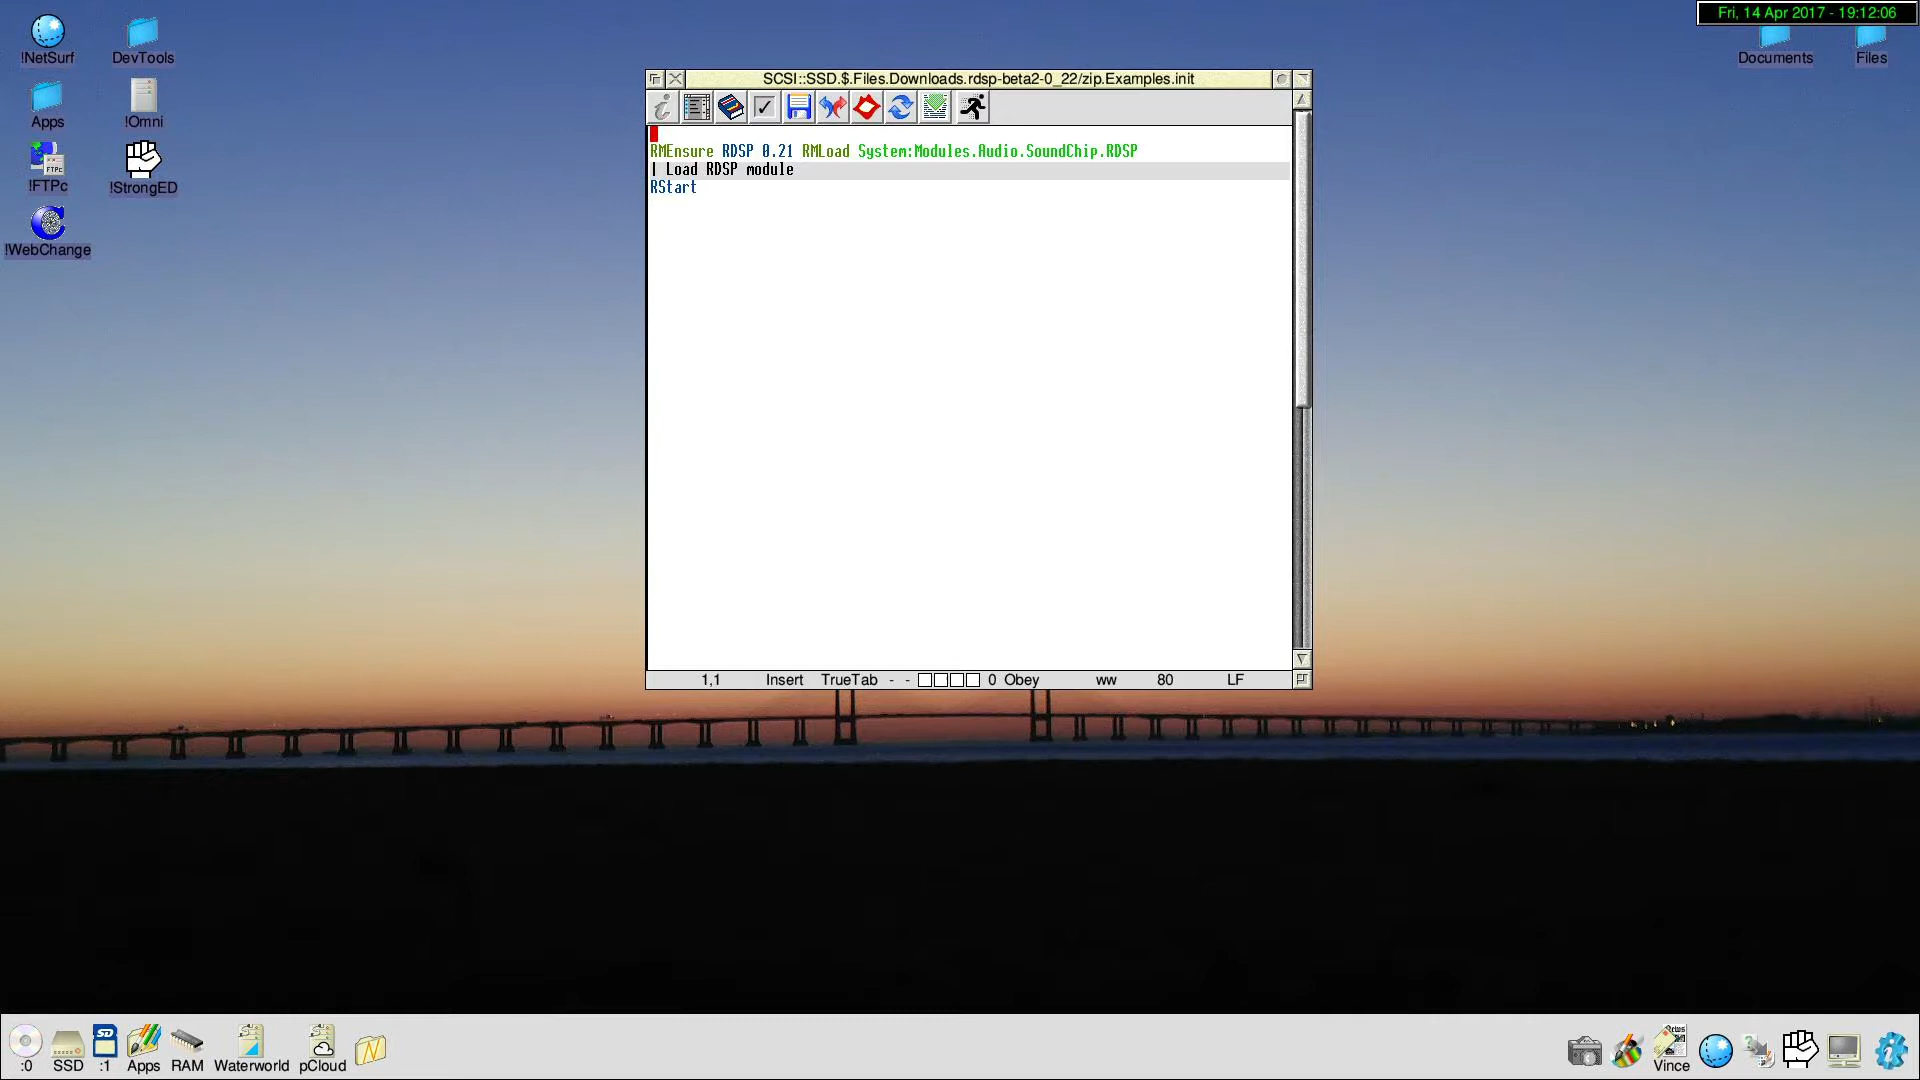 Fri, 14 Apr 2017 - 19:12:06
!NetSurf
DevTools
Documents
Files
Apps
!Omni
!FTPc
!StrongED
!WebChange
SCSI::SSD.$.Files.Downloads.rdsp-beta2-0_22/zip.Examples.init
RMEnsure RDSP 0.21 RMLoad System:Modules.Audio.SoundChip.RDSP
| Load RDSP module
RStart
1,1 Insert TrueTab - - 0 Obey ww 80 LF
:0
SSD
:1
Apps
RAM
Waterworld
pCloud
Vince